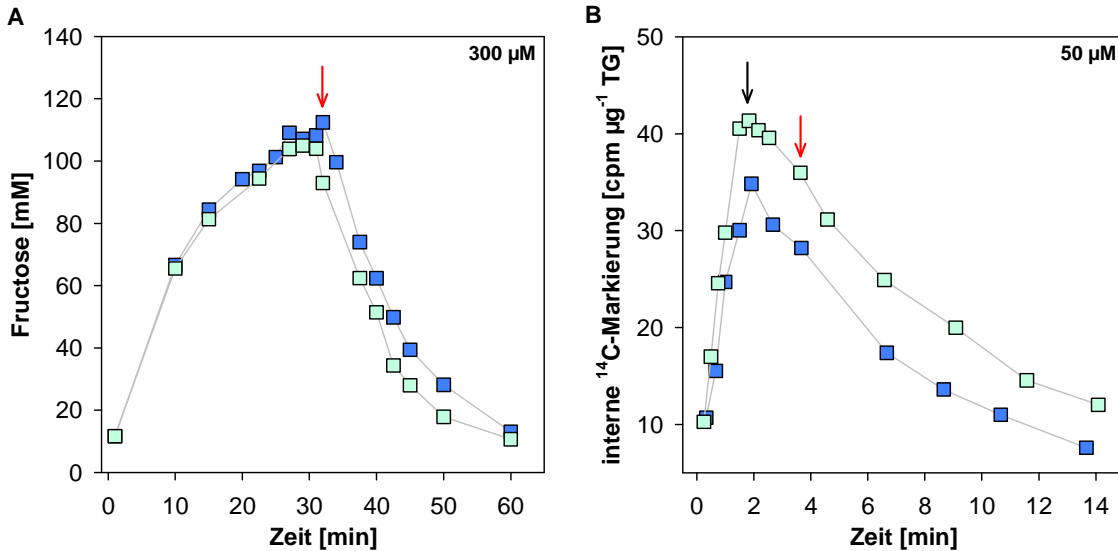 A
300 µM
Fructose [mM]
140
120
100
80
60
40
20
0
0 10 20 30 40 50 60
Zeit [min]
B
50 µM
interne ¹⁴C-Markierung [cpm µg⁻¹ TG]
50
40
30
20
10
0 2 4 6 8 10 12 14
Zeit [min]